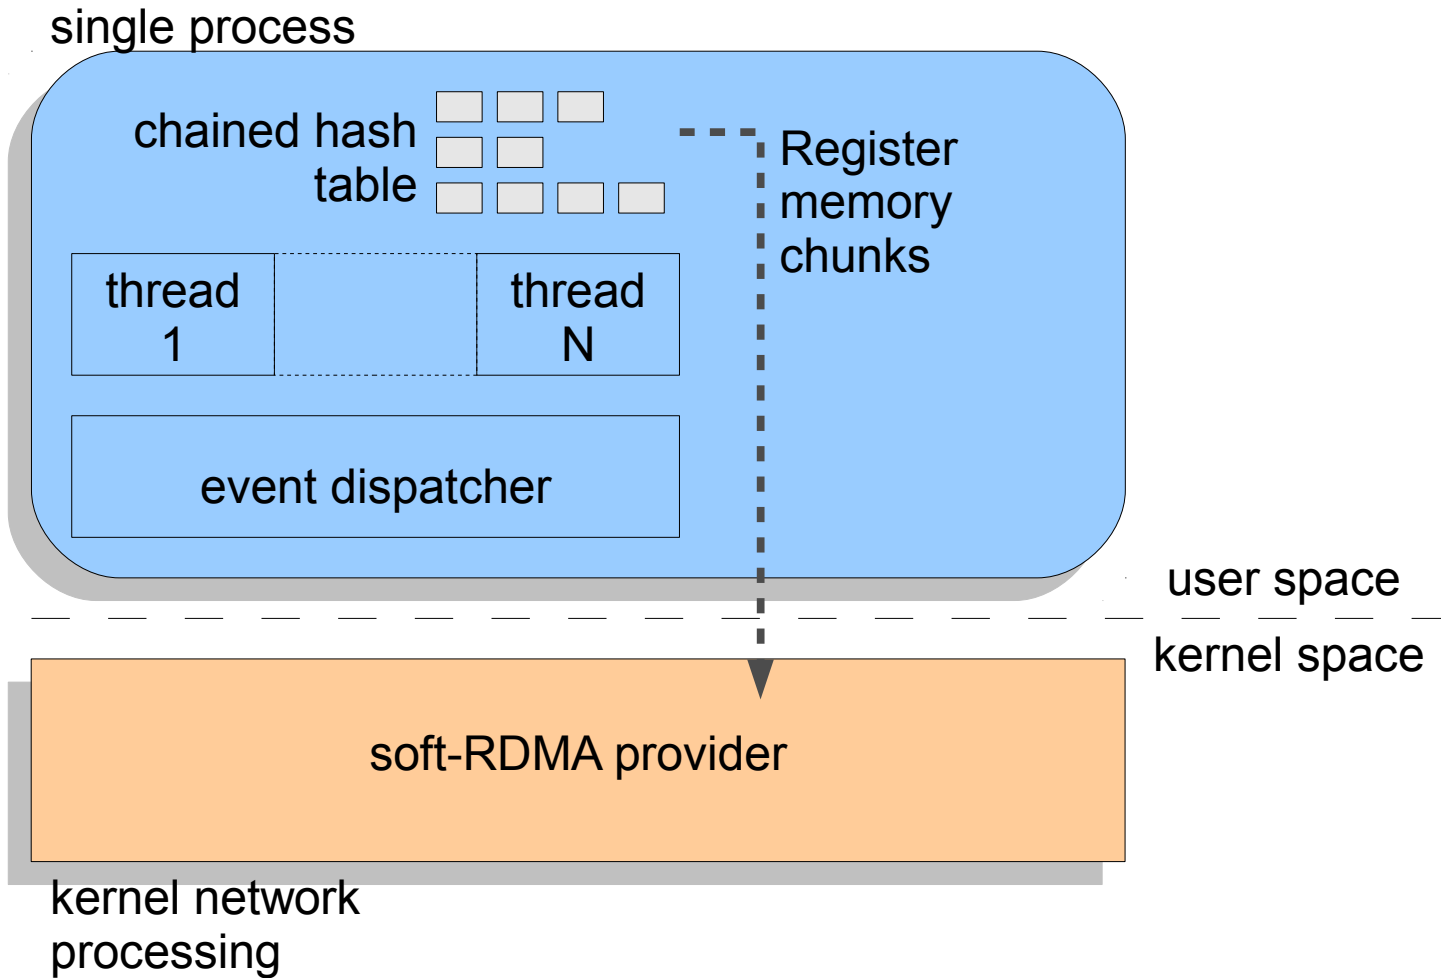 single process
chained hash
table
Register
memory
chunks
thread
1
thread
N
event dispatcher
user space
kernel space
soft-RDMA provider
kernel network
processing